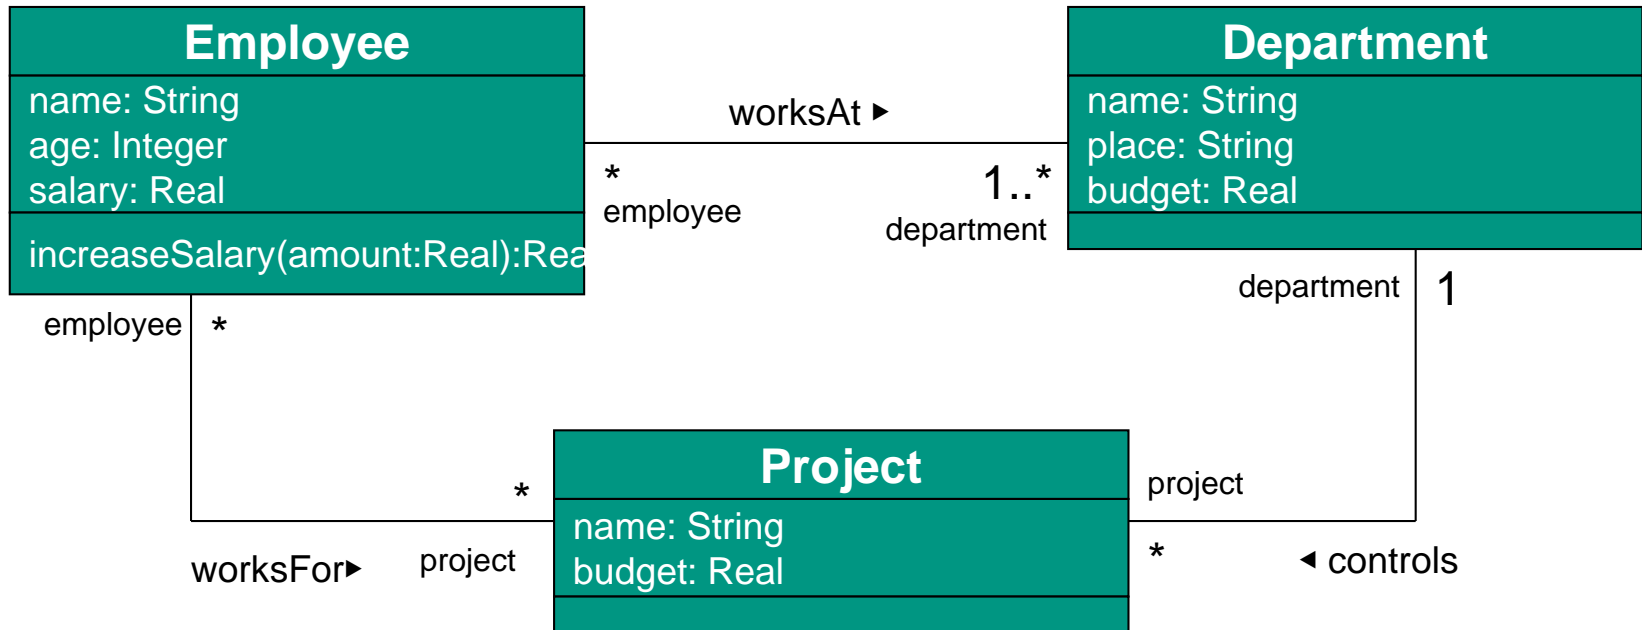 Employee
name: String
age: Integer
salary: Real
increaseSalary(amount:Real):Rea
worksAt ►
*
employee
1..*
department
Department
name: String
place: String
budget: Real
employee
*
department
1
Project
name: String
budget: Real
*
project
worksFor►
project
*
◄ controls